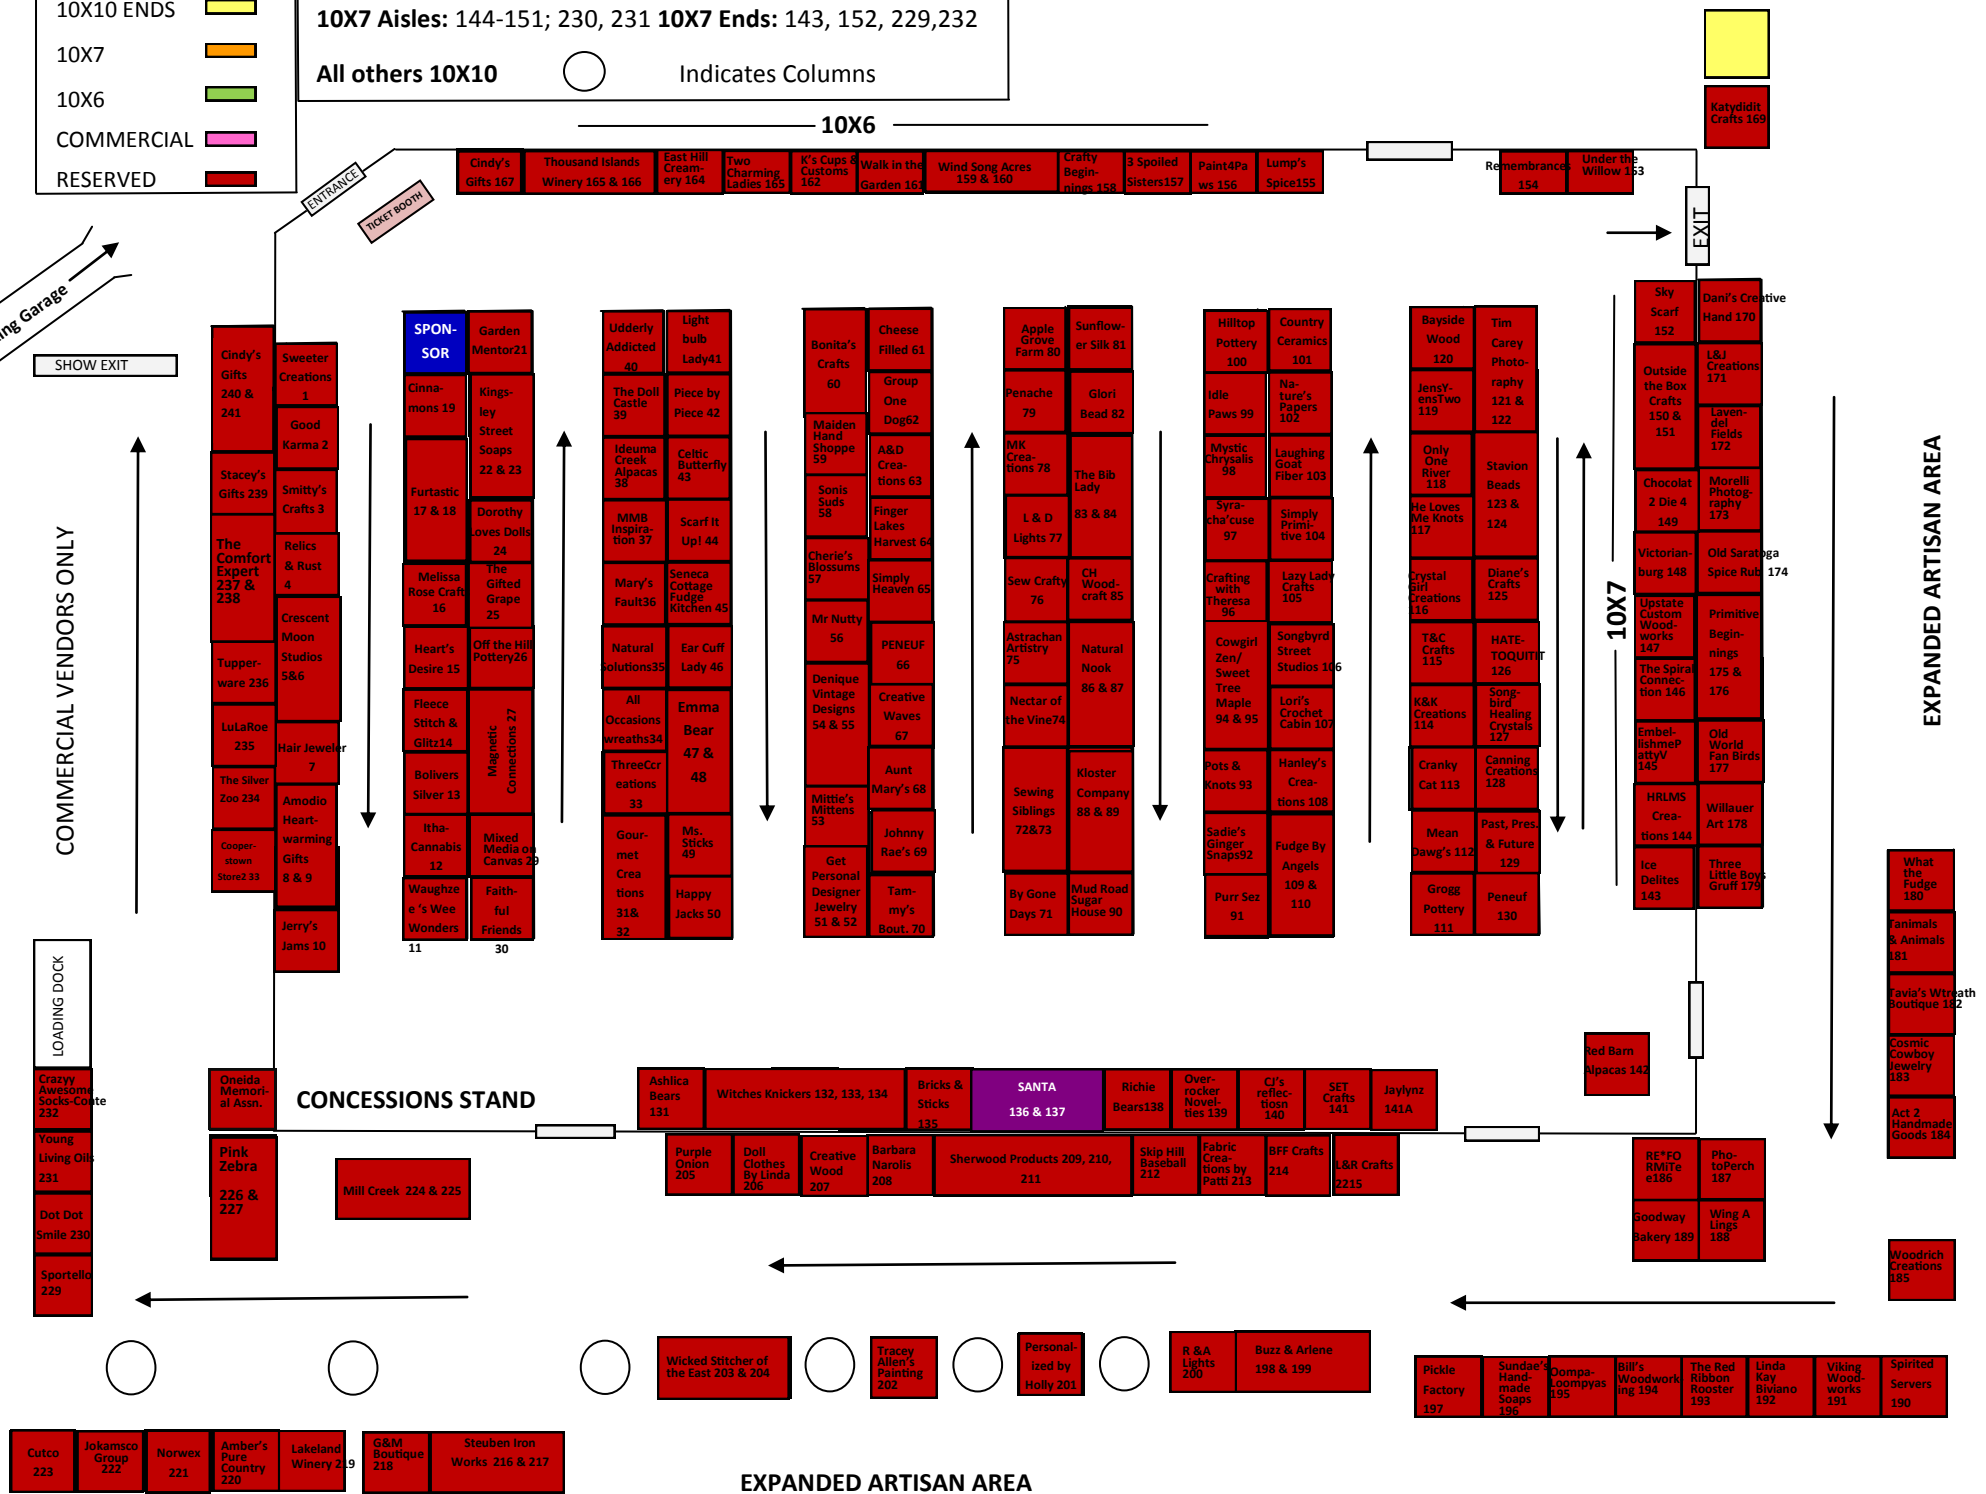 10X10 ENDS
10X7
10X6
COMMERCIAL
RESERVED
10X7 Aisles: 144-151; 230, 231 10X7 Ends: 143, 152, 229,232
All others 10X10
Indicates Columns
Katydidit
Crafts 169
10X6
ENTRANCE
TICKET BOOTH
Cindy's
Gifts 167
Thousand Islands
Winery 165 & 166
East Hill
Cream-
ery 164
Two
Charming
Ladies 165
K's Cups &
Customs
162
Walk in the
Garden 161
Wind Song Acres
159 & 160
Crafty
Begin-
nings 158
3 Spoiled
Sisters157
Paint4Pa
ws 156
Lump's
Spice155
Remembrances
154
Under the
Willow 153
EXIT
ing Garage
SHOW EXIT
COMMERCIAL VENDORS ONLY
LOADING DOCK
Cindy's
Gifts
240 &
241
Stacey's
Gifts 239
The
Comfort
Expert
237 &
238
Tupper-
ware 236
LuLaRoe
235
The Silver
Zoo 234
Cooper-
stown
Store2 33
Sweeter
Creations
1
Good
Karma 2
Smitty's
Crafts 3
Relics
& Rust
4
Crescent
Moon
Studios
5&6
Hair Jeweler
7
Amodio
Heart-
warming
Gifts
8 & 9
Jerry's
Jams 10
SPON-
SOR
Cinna-
mons 19
Furtastic
17 & 18
Melissa
Rose Craft
16
Heart's
Desire 15
Fleece
Stitch &
Glitz14
Bolivers
Silver 13
Itha-
Cannabis
12
Waughze
e 's Wee
Wonders
11
Garden
Mentor21
Kings-
ley
Street
Soaps
22 & 23
Dorothy
Loves Dolls
24
The
Gifted
Grape
25
Off the Hill
Pottery26
Magnetic
Connections 27
Mixed
Media on
Canvas 29
Faith-
ful
Friends
30
Udderly
Addicted
40
The Doll
Castle
39
Ideuma
Creek
Alpacas
38
MMB
Inspira-
tion 37
Mary's
Fault36
Natural
Solutions35
All
Occasions
wreaths34
ThreeCcr
eations
33
Gour-
met
Crea
tions
31&
32
Light
bulb
Lady41
Piece by
Piece 42
Celtic
Butterfly
43
Scarf It
Up! 44
Seneca
Cottage
Fudge
Kitchen 45
Ear Cuff
Lady 46
Emma
Bear
47 &
48
Ms.
Sticks
49
Happy
Jacks 50
Bonita's
Crafts
60
Maiden
Hand
Shoppe
59
Sonis
Suds
58
Cherie's
Blossums
57
Mr Nutty
56
Denique
Vintage
Designs
54 & 55
Mittie's
Mittens
53
Get
Personal
Designer
Jewelry
51 & 52
Cheese
Filled 61
Group
One
Dog62
A&D
Crea-
tions 63
Finger
Lakes
Harvest 64
Simply
Heaven 65
PENEUF
66
Creative
Waves
67
Aunt
Mary's 68
Johnny
Rae's 69
Tam-
my's
Bout. 70
Apple
Grove
Farm 80
Penache
79
MK
Crea-
tions 78
L & D
Lights 77
Sew Crafty
76
Astrachan
Artistry
75
Nectar of
the Vine74
Sewing
Siblings
72&73
By Gone
Days 71
Sunflow-
er Silk 81
Glori
Bead 82
The Bib
Lady
83 & 84
CH
Wood-
craft 85
Natural
Nook
86 & 87
Kloster
Company
88 & 89
Mud Road
Sugar
House 90
Hilltop
Pottery
100
Idle
Paws 99
Mystic
Chrysalis
98
Syra-
cha'cuse
97
Crafting
with
Theresa
96
Cowgirl
Zen/
Sweet
Tree
Maple
94 & 95
Pots &
Knots 93
Sadie's
Ginger
Snaps92
Purr Sez
91
Country
Ceramics
101
Na-
ture's
Papers
102
Laughing
Goat
Fiber 103
Simply
Primi-
tive 104
Lazy Lady
Crafts
105
Songbyrd
Street
Studios 106
Lori's
Crochet
Cabin 107
Hanley's
Crea-
tions 108
Fudge By
Angels
109 &
110
Bayside
Wood
120
JensY-
ensTwo
119
Only
One
River
118
He Loves
Me Knots
117
Crystal
Girl
Creations
116
T&C
Crafts
115
K&K
Creations
114
Cranky
Cat 113
Mean
Dawg's 112
Grogg
Pottery
111
Tim
Carey
Photo-
raphy
121 &
122
Stavion
Beads
123 &
124
Diane's
Crafts
125
HATE-
TOQUITIT
126
Song-
bird
Healing
Crystals
127
Canning
Creations
128
Past, Pres.
& Future
129
Peneuf
130
10X7
Sky
Scarf
152
Outside
the Box
Crafts
150 &
151
Chocolat
2 Die 4
149
Victorian-
burg 148
Upstate
Custom
Wood-
works
147
The Spiral
Connec-
tion 146
Embel-
lishmeP
attyV
145
HRLMS
Crea-
tions 144
Ice
Delites
143
Dani's Creative
Hand 170
L&J
Creations
171
Laven-
del
Fields
172
Morelli
Photog-
raphy
173
Old Saratoga
Spice Rub 174
Primitive
Begin-
nings
175 &
176
Old
World
Fan Birds
177
Willauer
Art 178
Three
Little Boys
Gruff 179
EXPANDED ARTISAN AREA
What
the
Fudge
180
Tanimals
& Animals
181
Tavia's Wtreath
Boutique 182
Cosmic
Cowboy
Jewelry
183
Act 2
Handmade
Goods 184
Woodrich
Creations
185
Red Barn
Alpacas 142
Crazyy
Awesome
Socks-Conte
232
Young
Living Oils
231
Dot Dot
Smile 230
Sportello
229
Oneida
Memori-
al Assn.
Pink
Zebra
226 &
227
CONCESSIONS STAND
Mill Creek 224 & 225
Ashlica
Bears
131
Witches Knickers 132, 133, 134
Bricks &
Sticks
135
SANTA
136 & 137
Richie
Bears138
Over-
rocker
Novel-
ties 139
CJ's
reflec-
tiosn
140
SET
Crafts
141
Jaylynz
141A
Purple
Onion
205
Doll
Clothes
By Linda
206
Creative
Wood
207
Barbara
Narolis
208
Sherwood Products 209, 210,
211
Skip Hill
Baseball
212
Fabric
Crea-
tions by
Patti 213
BFF Crafts
214
L&R Crafts
2215
RE*FO
RMiTe
e186
Pho-
toPerch
187
Goodway
Bakery 189
Wing A
Lings
188
Wicked Stitcher of
the East 203 & 204
Tracey
Allen's
Painting
202
Personal-
ized by
Holly 201
R &A
Lights
200
Buzz & Arlene
198 & 199
Pickle
Factory
197
Sundae's
Hand-
made
Soaps
196
Oompa-
Loompyas
195
Bill's
Woodwork
ing 194
The Red
Ribbon
Rooster
193
Linda
Kay
Biviano
192
Viking
Wood-
works
191
Spirited
Servers
190
Cutco
223
Jokamsco
Group
222
Norwex
221
Amber's
Pure
Country
220
Lakeland
Winery 219
G&M
Boutique
218
Steuben Iron
Works 216 & 217
EXPANDED ARTISAN AREA